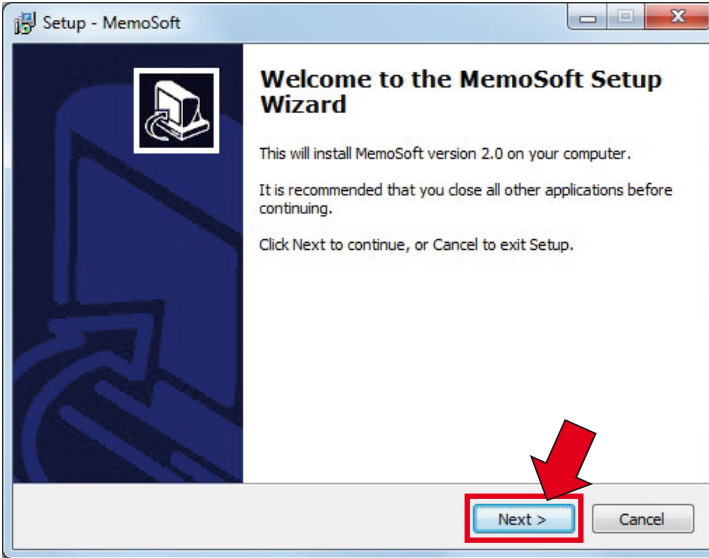 Setup - MemoSoft
Welcome to the MemoSoft Setup
Wizard
This will install MemoSoft version 2.0 on your computer.
It is recommended that you close all other applications before
continuing.
Click Next to continue, or Cancel to exit Setup.
Next >
Cancel